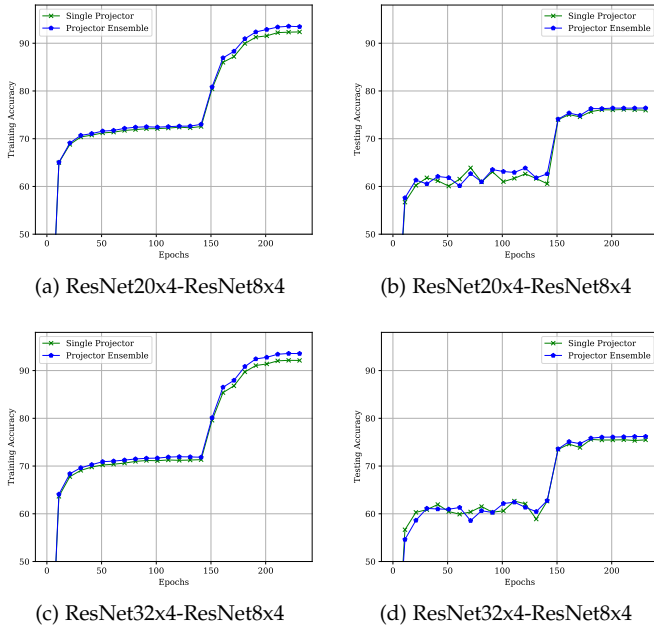 Single Projector
Projector Ensemble
90
80
70
60
50
Training Accuracy
0 50 100 150 200
Epochs
(a) ResNet20x4-ResNet8x4
Single Projector
Projector Ensemble
90
80
70
60
50
Testing Accuracy
0 50 100 150 200
Epochs
(b) ResNet20x4-ResNet8x4
Single Projector
Projector Ensemble
90
80
70
60
50
Training Accuracy
0 50 100 150 200
Epochs
(c) ResNet32x4-ResNet8x4
Single Projector
Projector Ensemble
90
80
70
60
50
Testing Accuracy
0 50 100 150 200
Epochs
(d) ResNet32x4-ResNet8x4